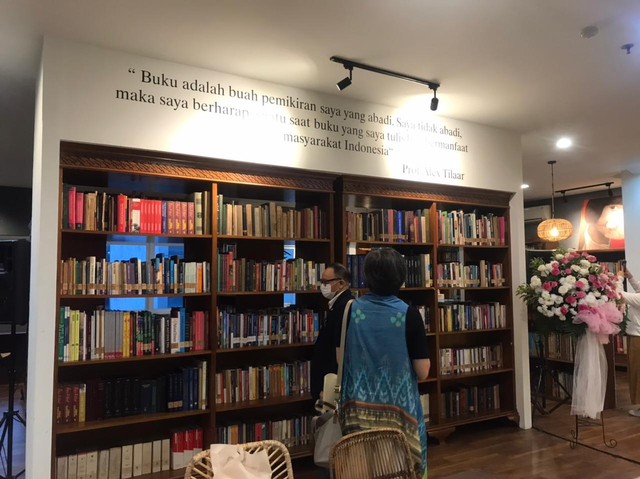 “ Buku adalah buah pemikiran saya yang abadi. Saya tidak abadi,
maka saya berharap saat buku yang saya
masyarakat Indonesia”
Prof. Alex Tilaar